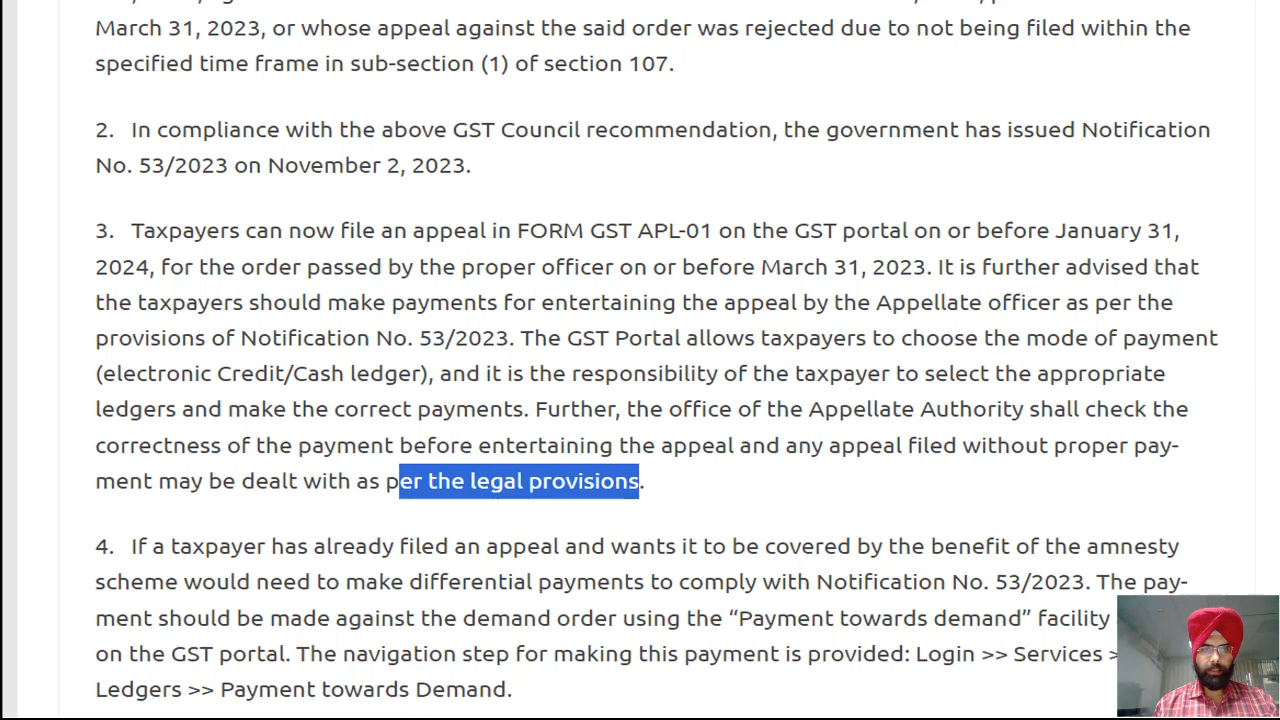 March 31, 2023, or whose appeal against the said order was rejected due to not being filed within the
specified time frame in sub-section (1) of section 107.
2. In compliance with the above GST Council recommendation, the government has issued Notification
No. 53/2023 on November 2, 2023.
3. Taxpayers can now file an appeal in FORM GST APL-01 on the GST portal on or before January 31,
2024, for the order passed by the proper officer on or before March 31, 2023. It is further advised that
the taxpayers should make payments for entertaining the appeal by the Appellate officer as per the
provisions of Notification No. 53/2023. The GST Portal allows taxpayers to choose the mode of payment
(electronic Credit/Cash ledger), and it is the responsibility of the taxpayer to select the appropriate
ledgers and make the correct payments. Further, the office of the Appellate Authority shall check the
correctness of the payment before entertaining the appeal and any appeal filed without proper pay-
ment may be dealt with as per the legal provisions.
4. If a taxpayer has already filed an appeal and wants it to be covered by the benefit of the amnesty
scheme would need to make differential payments to comply with Notification No. 53/2023. The pay-
ment should be made against the demand order using the “Payment towards demand” facility
on the GST portal. The navigation step for making this payment is provided: Login >> Services >
Ledgers >> Payment towards Demand.